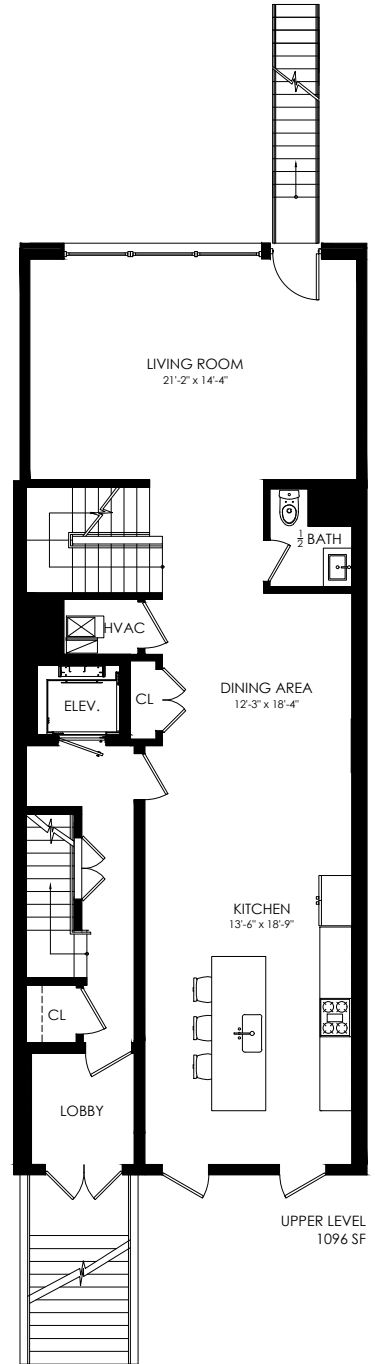 LIVING ROOM
21'-2" x 14'-4"
½ BATH
HVAC
ELEV.
CL
DINING AREA
12'-3" x 18'-4"
KITCHEN
13'-6" x 18'-9"
CL
LOBBY
UPPER LEVEL
1096 SF